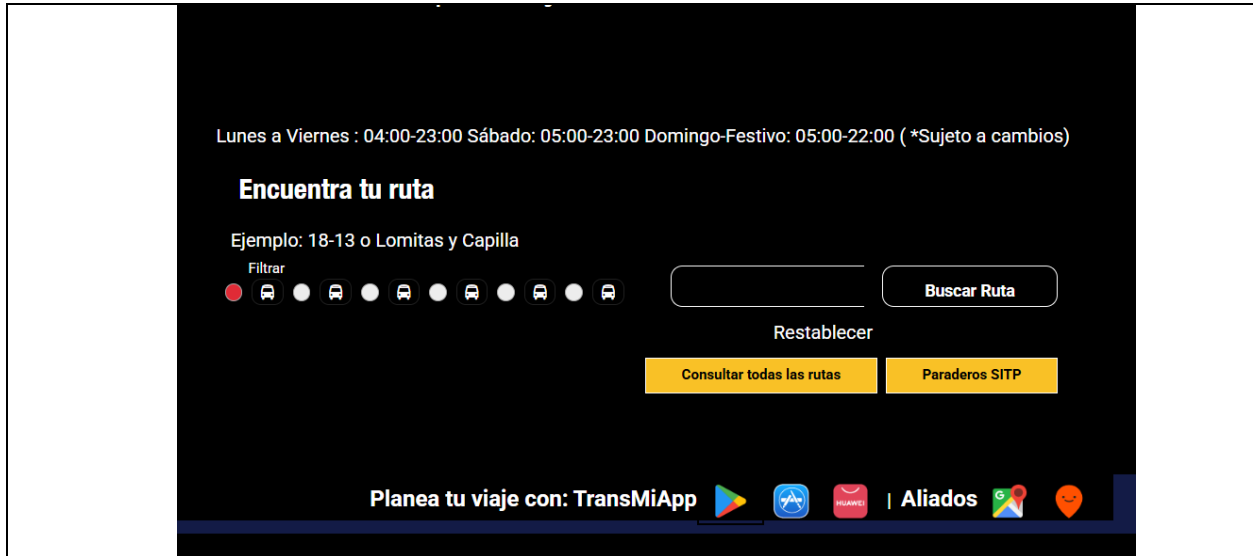 Lunes a Viernes : 04:00-23:00 Sábado: 05:00-23:00 Domingo-Festivo: 05:00-22:00 ( *Sujeto a cambios)
Encuentra tu ruta
Ejemplo: 18-13 o Lomitas y Capilla
Filtrar
Buscar Ruta
Restablecer
Consultar todas las rutas
Paraderos SITP
Planea tu viaje con: TransMiApp HUAWEI | Aliados G